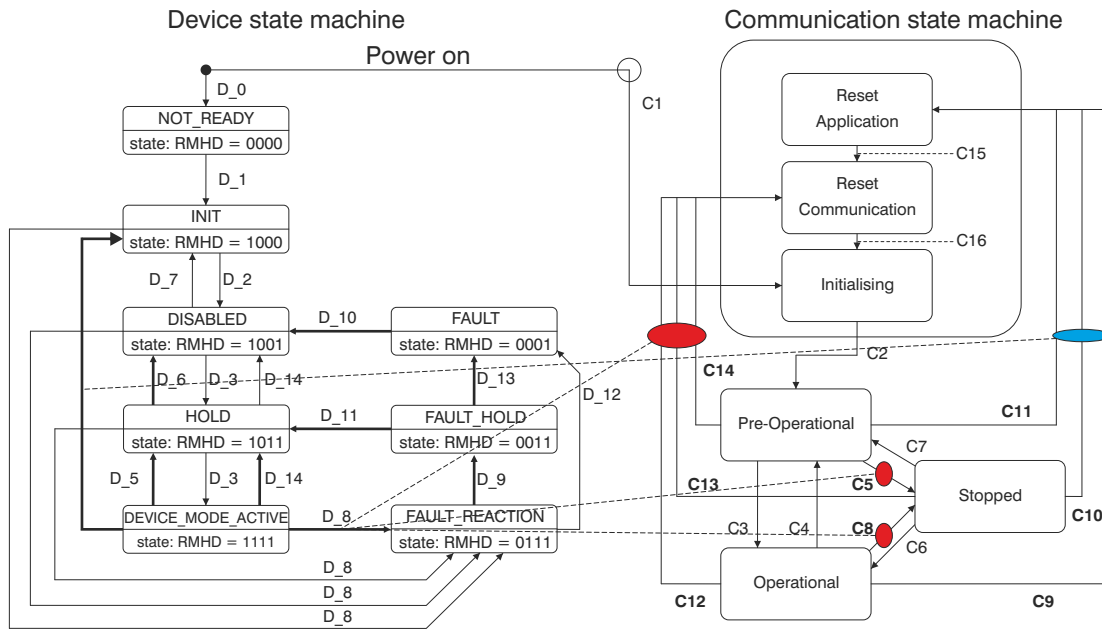 Device state machine
Communication state machine
Power on
D_0
C1
NOT_READY
state: RMHD = 0000
D_1
INIT
state: RMHD = 1000
D_7
D_2
DISABLED
state: RMHD = 1001
D_10
FAULT
state: RMHD = 0001
D_6
D_3
D_14
D_13
D_12
HOLD
state: RMHD = 1011
D_11
FAULT_HOLD
state: RMHD = 0011
D_5
D_3
D_14
D_9
DEVICE_MODE_ACTIVE
state: RMHD = 1111
D_8
FAULT_REACTION
state: RMHD = 0111
D_8
D_8
D_8
Reset
Application
C15
Reset
Communication
C16
Initialising
C2
C14
Pre-Operational
C11
C7
C13
C5
Stopped
C10
C3
C4
C8
C6
Operational
C12
C9